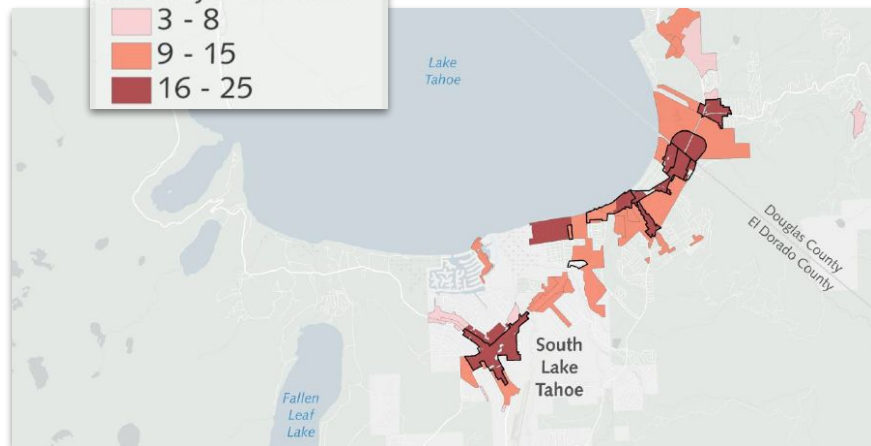 3 - 8
9 - 15
16 - 25
Lake
Tahoe
Douglas County
El Dorado County
South
Lake
Tahoe
Fallen
Leaf
Lake